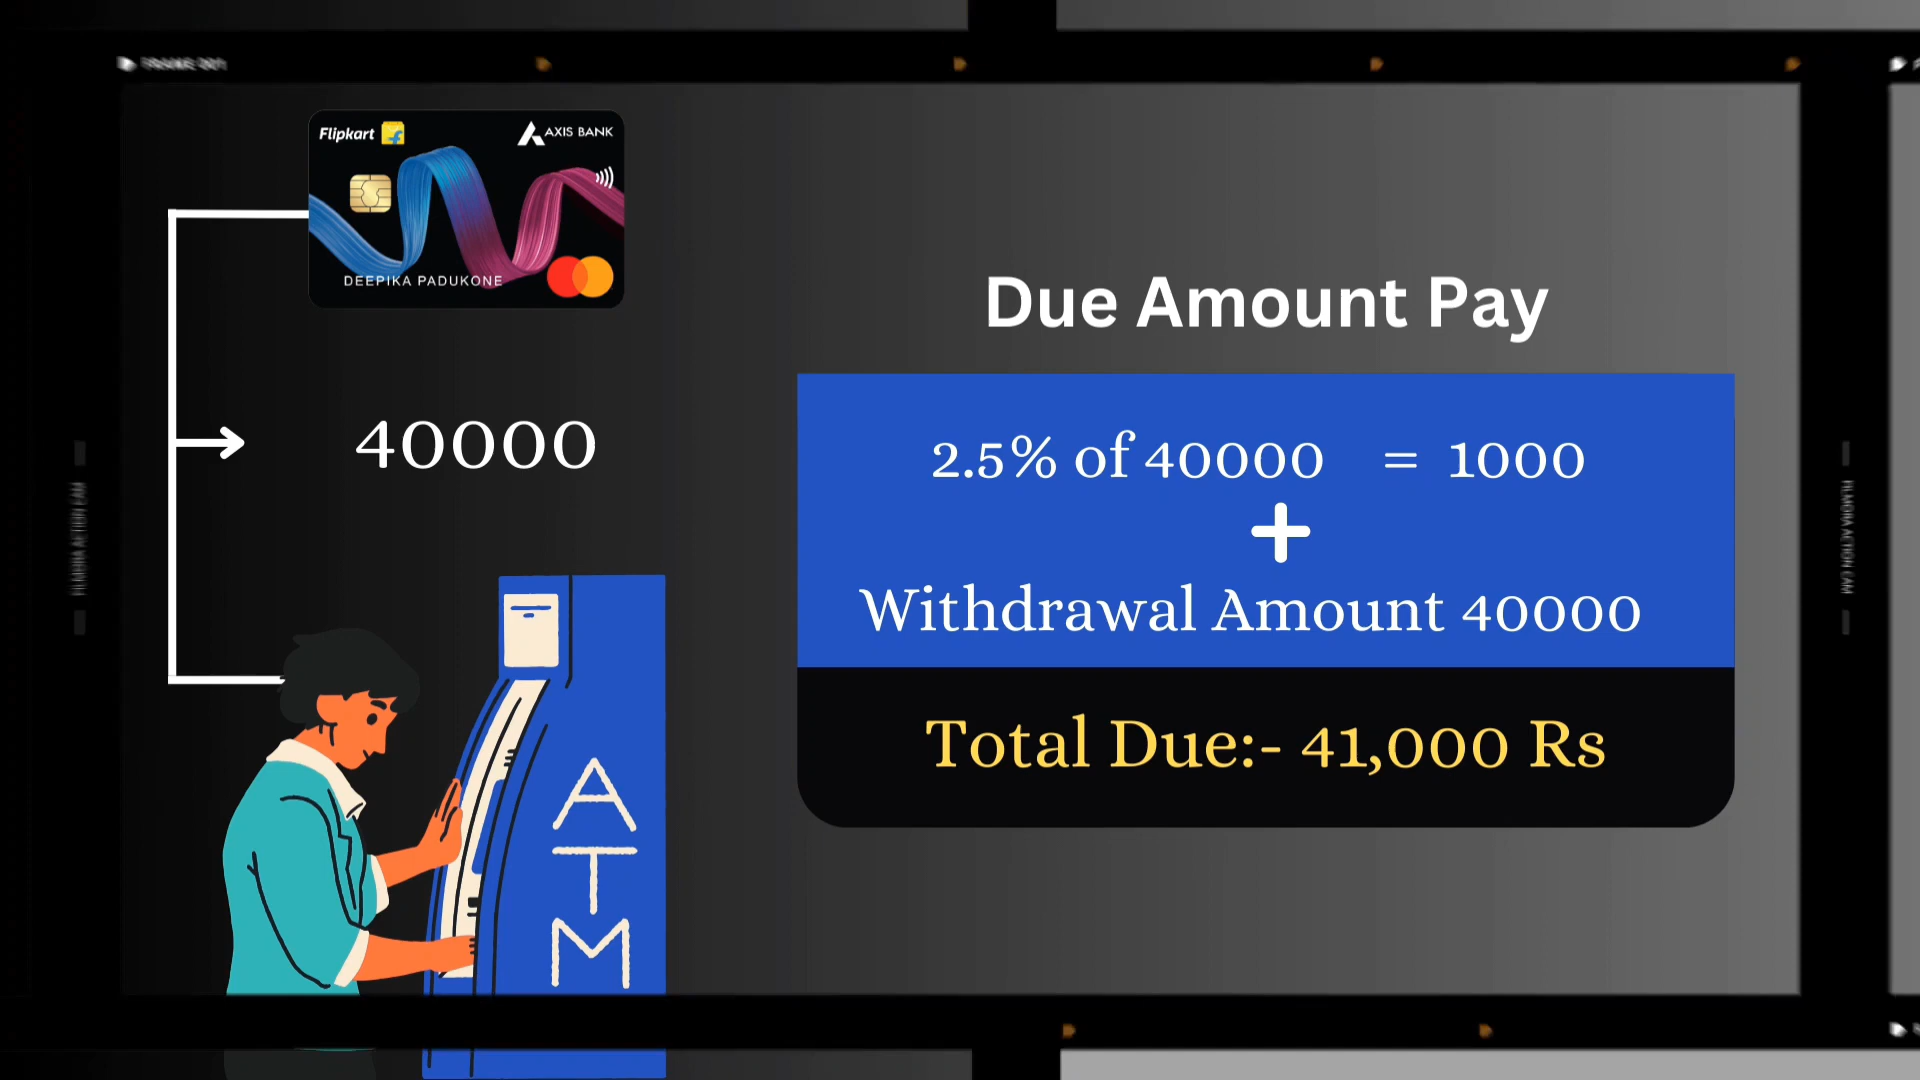 Flipkart
AXIS BANK
DEEPIKA PADUKONE
40000
ATM
Due Amount Pay
2.5% of 40000 = 1000
+
Withdrawal Amount 40000
Total Due:- 41,000 Rs